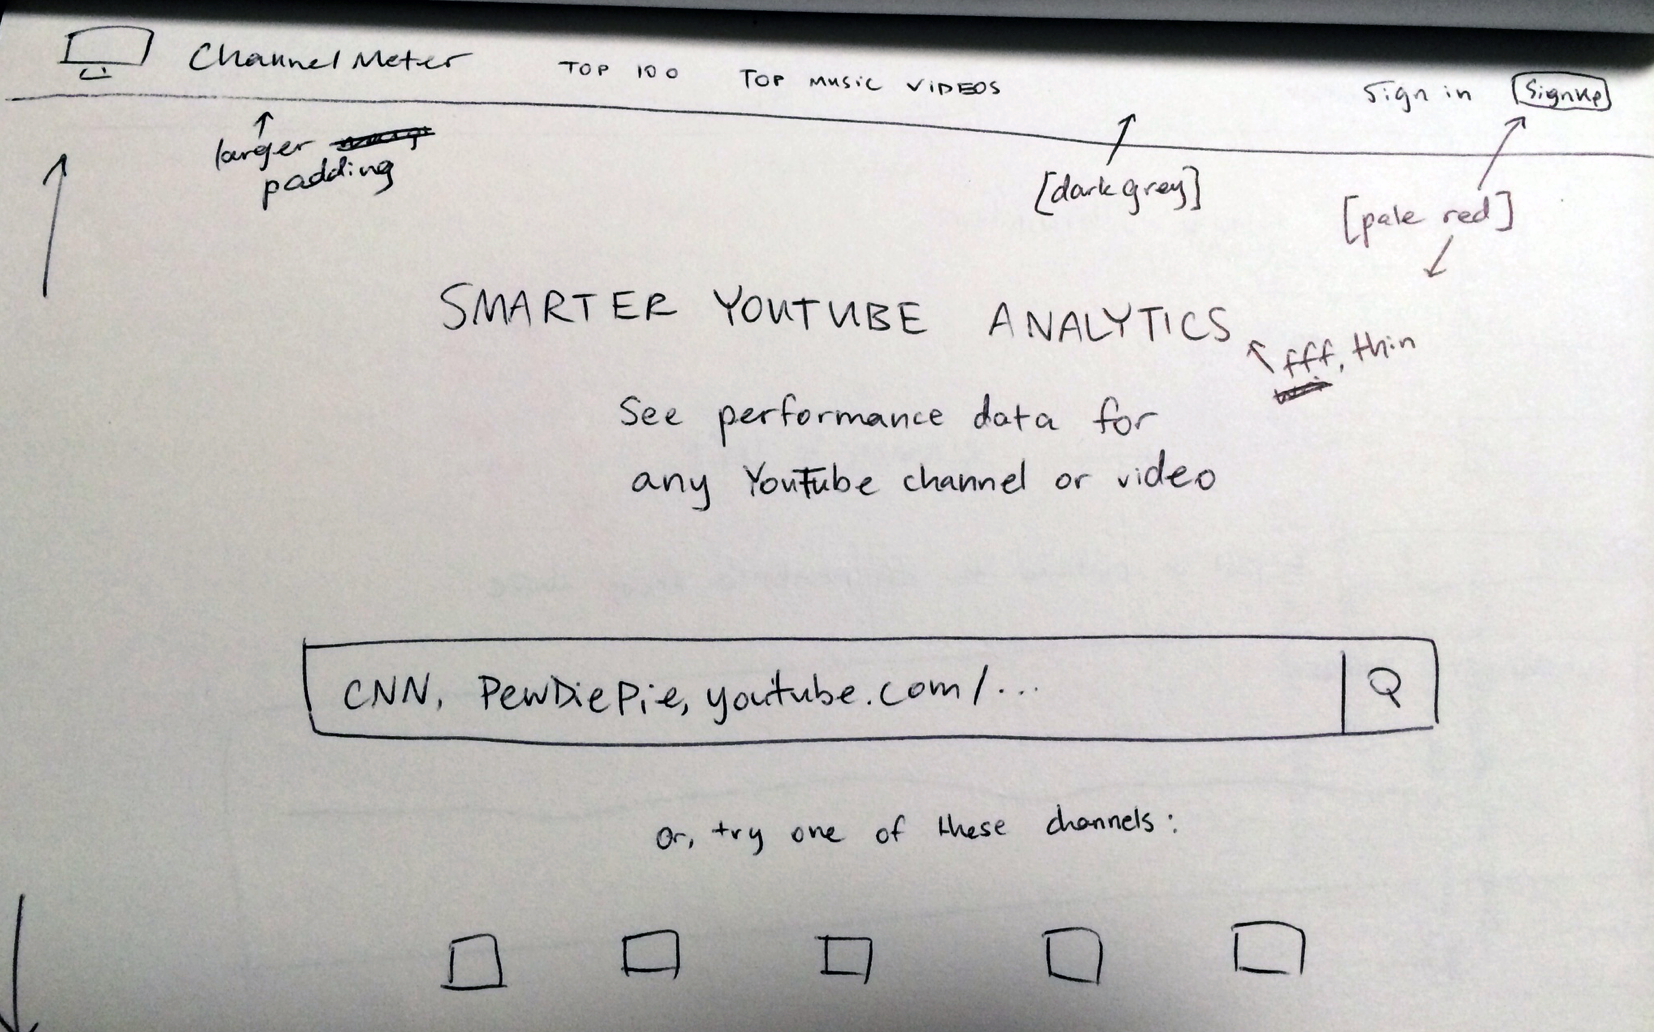 ChannelMeter TOP 100 TOP MUSIC VIDEOS Sign in Signup
larger
padding
[dark grey]
[pale red]
SMARTER YOUTUBE ANALYTICS
fff, thin
See performance data for
any YouTube channel or video
CNN, PewDiePie, youtube.com/...
or, try one of these channels: